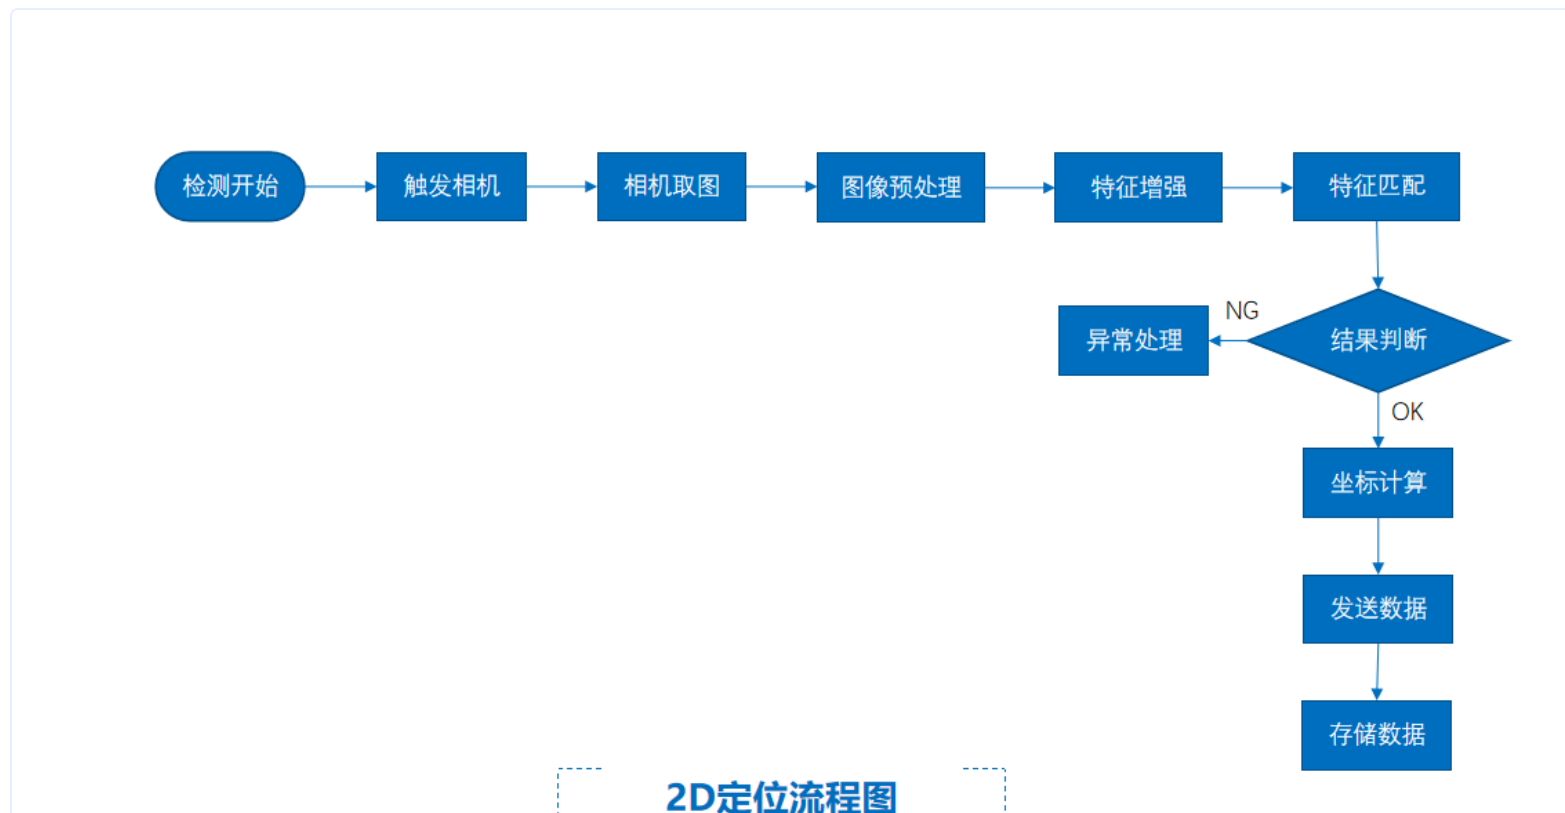 检测开始
触发相机
相机取图
图像预处理
特征增强
特征匹配
结果判断
NG
异常处理
OK
坐标计算
发送数据
存储数据
2D定位流程图